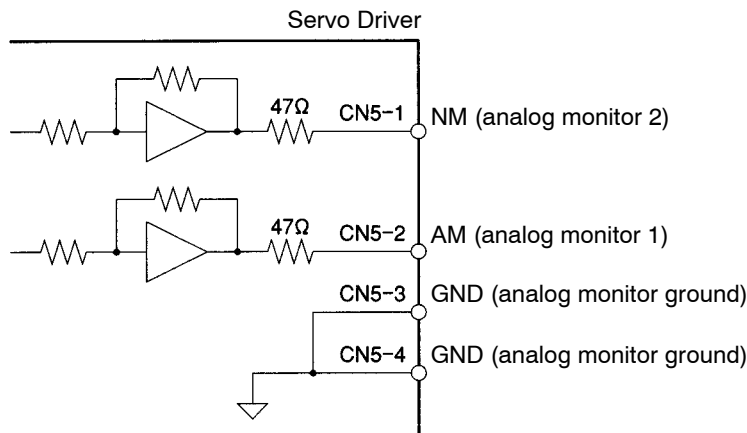 Servo Driver
47Ω CN5-1 NM (analog monitor 2)
47Ω CN5-2 AM (analog monitor 1)
CN5-3 GND (analog monitor ground)
CN5-4 GND (analog monitor ground)